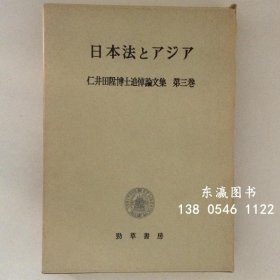 日本法とアジア
仁井田陞博士追悼論文集 第三巻
勁草書房
东瀛图书
138 0546 1122